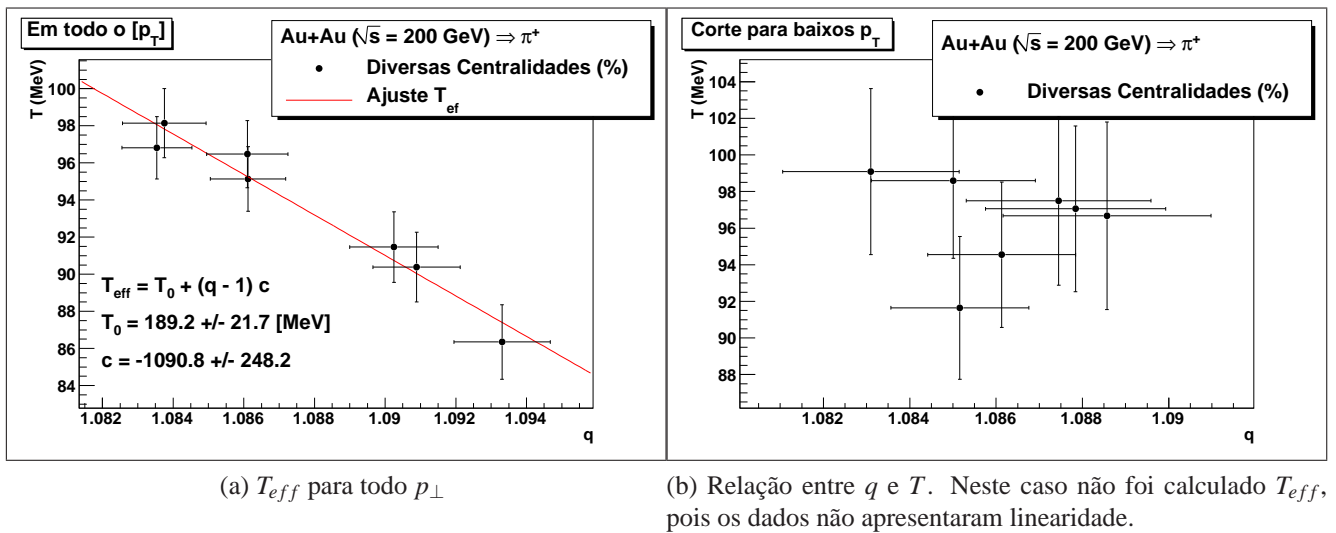 Em todo o [p_T]
Au+Au (√s = 200 GeV) ⇒ π⁺
Diversas Centralidades (%)
Ajuste T_ef
T (MeV)
100
98
96
94
92
90
88
86
84
T_eff = T_0 + (q - 1) c
T_0 = 189.2 +/- 21.7 [MeV]
c = -1090.8 +/- 248.2
1.082 1.084 1.086 1.088 1.09 1.092 1.094
q
Corte para baixos p_T
Au+Au (√s = 200 GeV) ⇒ π⁺
Diversas Centralidades (%)
T (MeV)
104
102
100
98
96
94
92
90
88
1.082 1.084 1.086 1.088 1.09
q
(a) T_eff para todo p_⊥
(b) Relação entre q e T. Neste caso não foi calculado T_eff,
pois os dados não apresentaram linearidade.